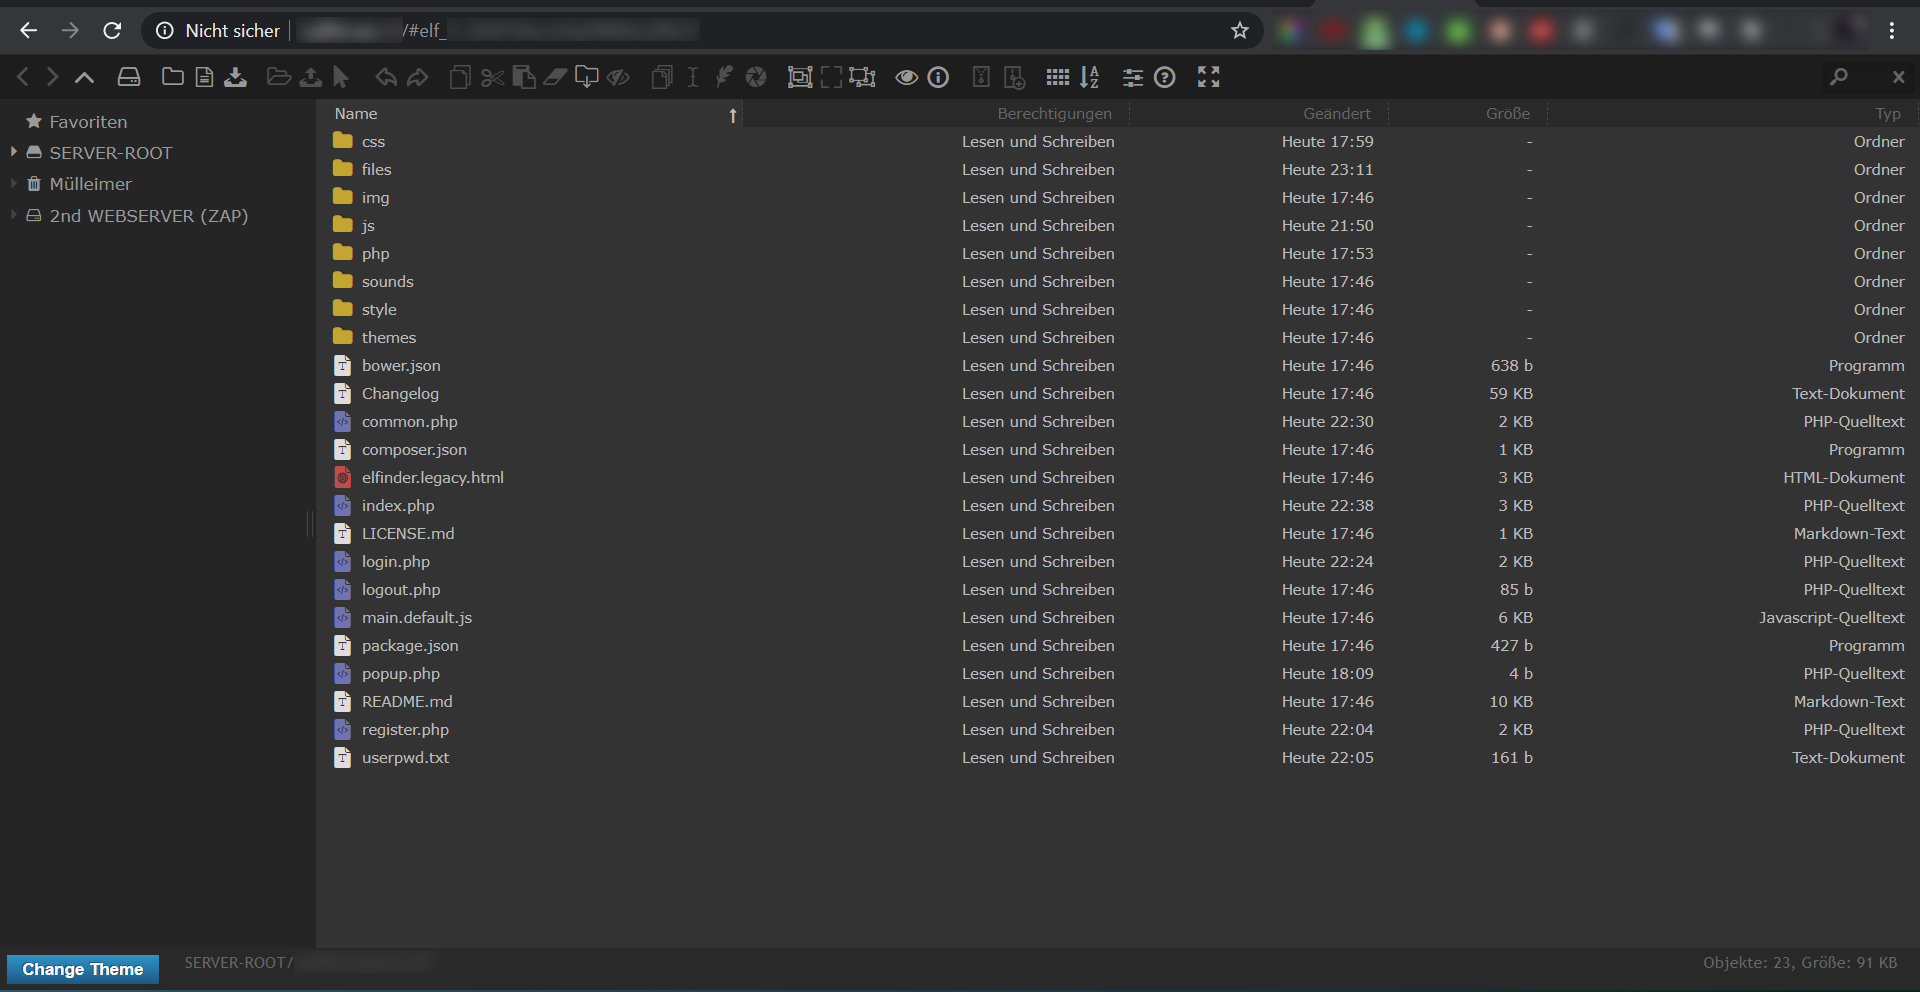 Nicht sicher
/#elf_
Favoriten
SERVER-ROOT
Mülleimer
2nd WEBSERVER (ZAP)
Name Berechtigungen Geändert Größe Typ
css Lesen und Schreiben Heute 17:59 - Ordner
files Lesen und Schreiben Heute 23:11 - Ordner
img Lesen und Schreiben Heute 17:46 - Ordner
js Lesen und Schreiben Heute 21:50 - Ordner
php Lesen und Schreiben Heute 17:53 - Ordner
sounds Lesen und Schreiben Heute 17:46 - Ordner
style Lesen und Schreiben Heute 17:46 - Ordner
themes Lesen und Schreiben Heute 17:46 - Ordner
bower.json Lesen und Schreiben Heute 17:46 638 b Programm
Changelog Lesen und Schreiben Heute 17:46 59 KB Text-Dokument
common.php Lesen und Schreiben Heute 22:30 2 KB PHP-Quelltext
composer.json Lesen und Schreiben Heute 17:46 1 KB Programm
elfinder.legacy.html Lesen und Schreiben Heute 17:46 3 KB HTML-Dokument
index.php Lesen und Schreiben Heute 22:38 3 KB PHP-Quelltext
LICENSE.md Lesen und Schreiben Heute 17:46 1 KB Markdown-Text
login.php Lesen und Schreiben Heute 22:24 2 KB PHP-Quelltext
logout.php Lesen und Schreiben Heute 17:46 85 b PHP-Quelltext
main.default.js Lesen und Schreiben Heute 17:46 6 KB Javascript-Quelltext
package.json Lesen und Schreiben Heute 17:46 427 b Programm
popup.php Lesen und Schreiben Heute 18:09 4 b PHP-Quelltext
README.md Lesen und Schreiben Heute 17:46 10 KB Markdown-Text
register.php Lesen und Schreiben Heute 22:04 2 KB PHP-Quelltext
userpwd.txt Lesen und Schreiben Heute 22:05 161 b Text-Dokument
Change Theme
SERVER-ROOT/
Objekte: 23, Größe: 91 KB